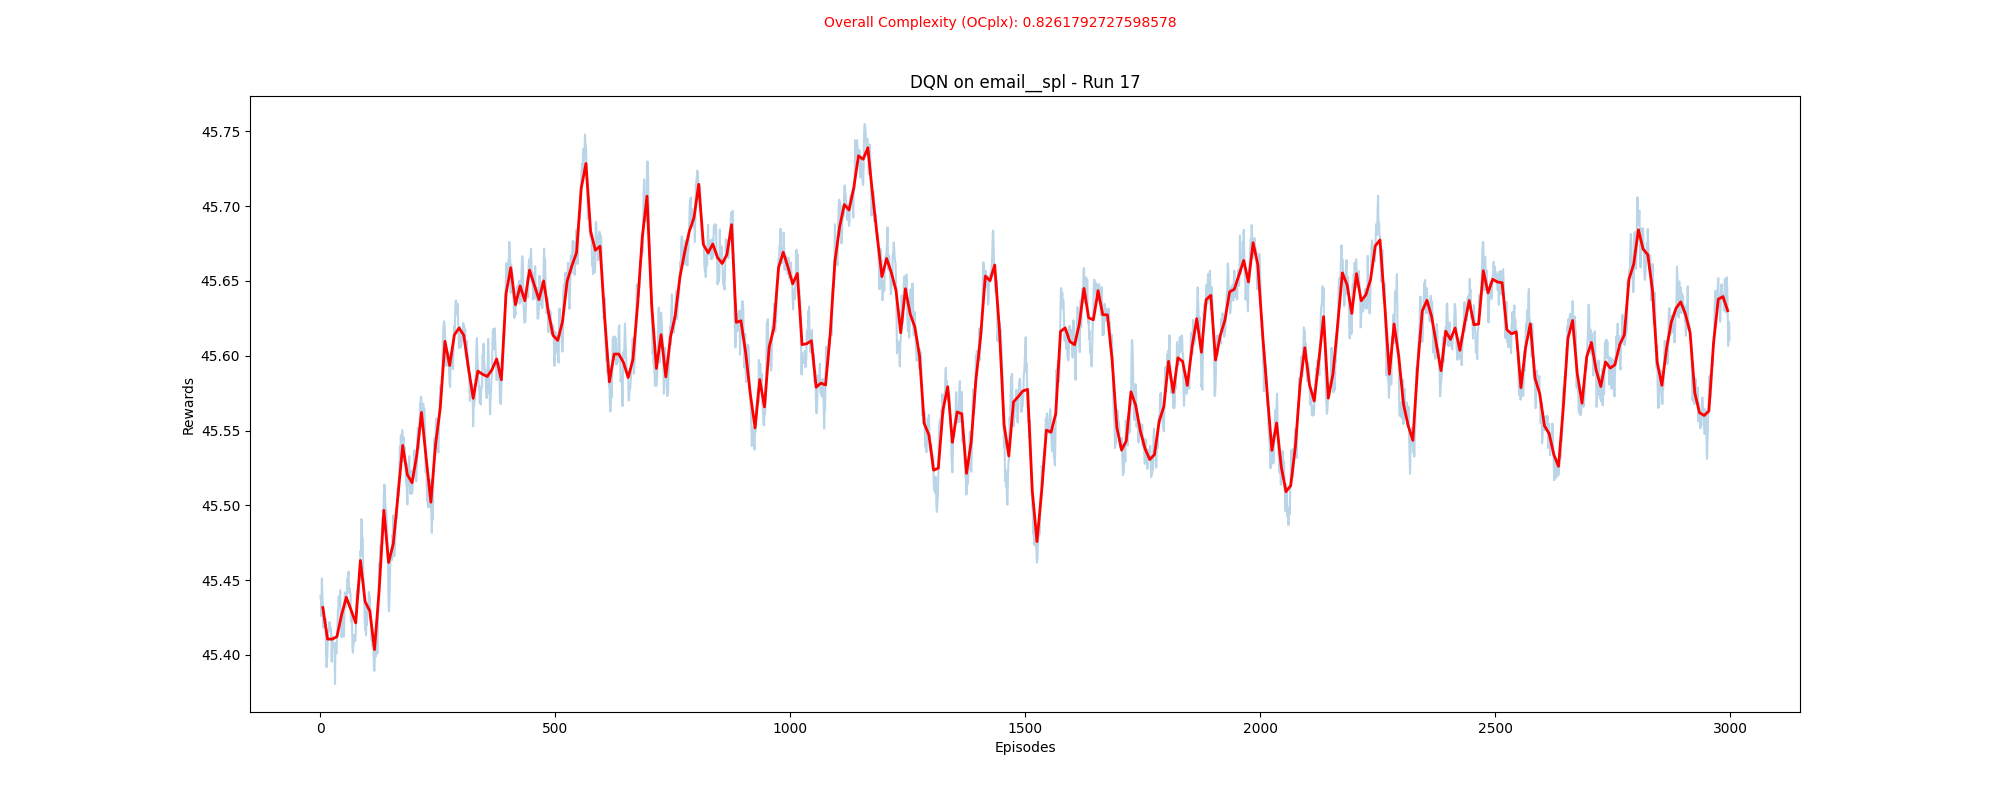 Overall Complexity (OCplx): 0.8261792727598578
DQN on email__spl - Run 17
45.75
45.70
45.65
45.60
45.55
45.50
45.45
45.40
Rewards
0 500 1000 1500 2000 2500 3000
Episodes